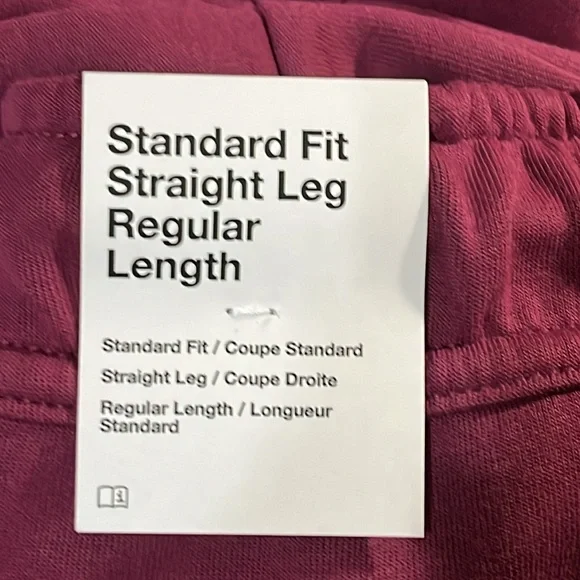 Standard Fit
Straight Leg
Regular
Length
Standard Fit / Coupe Standard
Straight Leg / Coupe Droite
Regular Length / Longueur
Standard
i